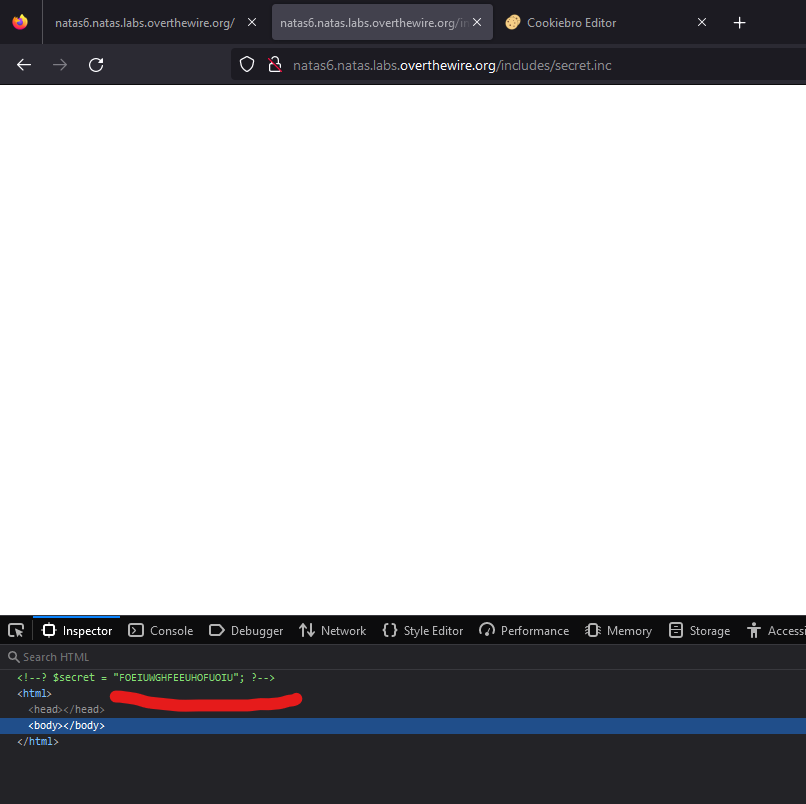 natas6.natas.labs.overthewire.org/
natas6.natas.labs.overthewire.org/in
Cookiebro Editor
natas6.natas.labs.overthewire.org/includes/secret.inc
Inspector Console Debugger Network Style Editor Performance Memory Storage Accessi
Search HTML
<!--? $secret = "FOEIUWGHFEEUHOFUOIU"; ?-->
<html>
<head></head>
<body></body>
</html>